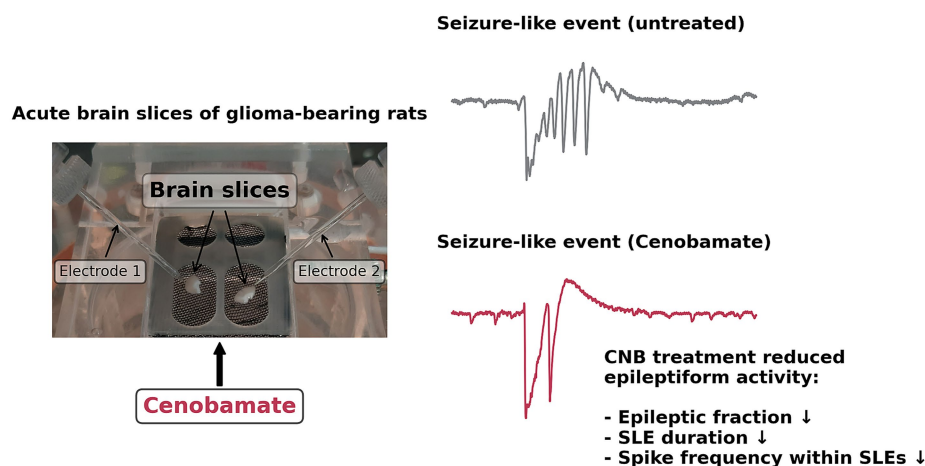 Seizure-like event (untreated)
Acute brain slices of glioma-bearing rats
Brain slices
Electrode 1
Electrode 2
Cenobamate
Seizure-like event (Cenobamate)
CNB treatment reduced
epileptiform activity:
- Epileptic fraction ↓
- SLE duration ↓
- Spike frequency within SLEs ↓